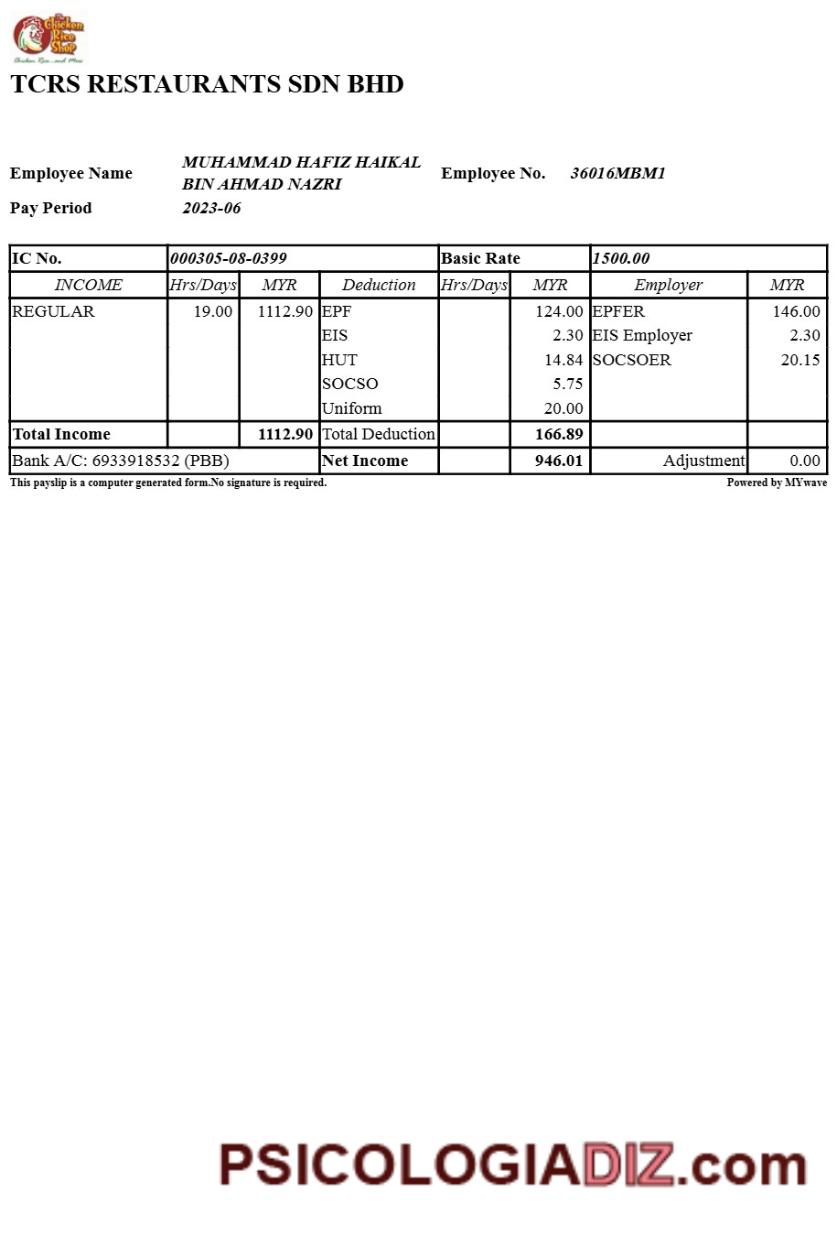 The
Chicken
Rice
Shop
Chicken Rice...and More
TCRS RESTAURANTS SDN BHD
Employee Name MUHAMMAD HAFIZ HAIKAL BIN AHMAD NAZRI Employee No. 36016MBM1
Pay Period 2023-06
IC No. 000305-08-0399 Basic Rate 1500.00
INCOME Hrs/Days MYR Deduction Hrs/Days MYR Employer MYR
REGULAR 19.00 1112.90 EPF 124.00 EPFER 146.00
EIS 2.30 EIS Employer 2.30
HUT 14.84 SOCSOER 20.15
SOCSO 5.75
Uniform 20.00
Total Income 1112.90 Total Deduction 166.89
Bank A/C: 6933918532 (PBB) Net Income 946.01 Adjustment 0.00
This payslip is a computer generated form.No signature is required. Powered by MYwave
PSICOLOGIADIZ.com